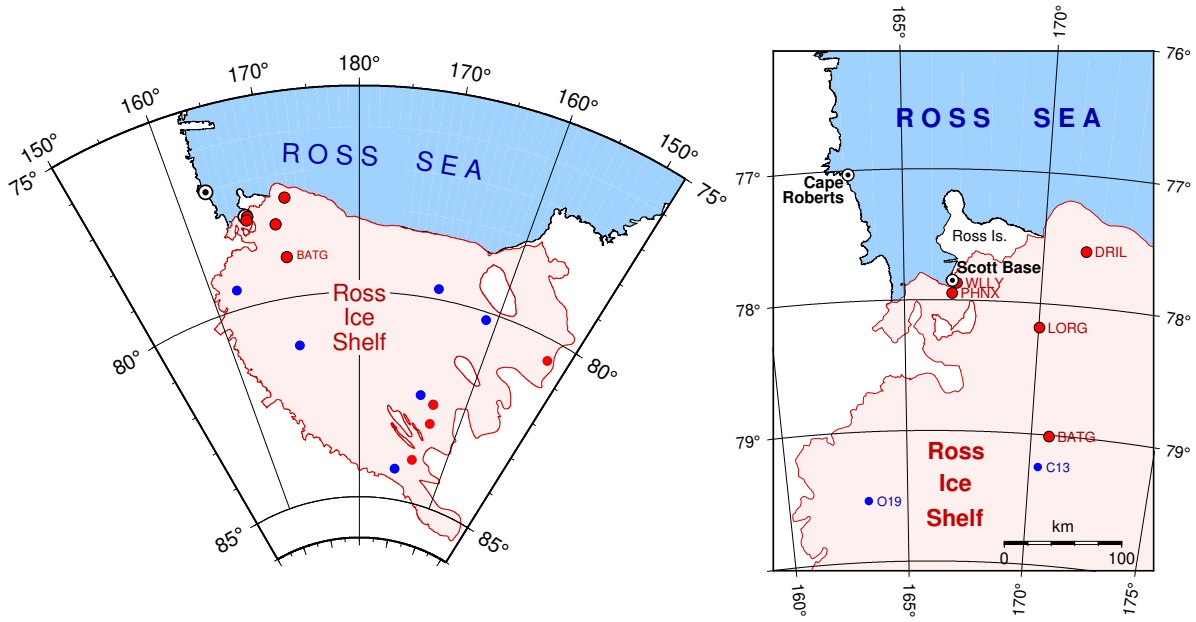 150°
160°
170°
180°
170°
160°
150°
75°
75°
80°
80°
85°
85°
ROSS SEA
BATG
Ross
Ice
Shelf
165°
170°
76°
77°
77°
78°
78°
79°
79°
ROSS SEA
Cape
Roberts
Ross Is.
Scott Base
WLLY
PHNX
DRIL
LORG
BATG
C13
O19
Ross
Ice
Shelf
km
0 100
160°
165°
170°
175°